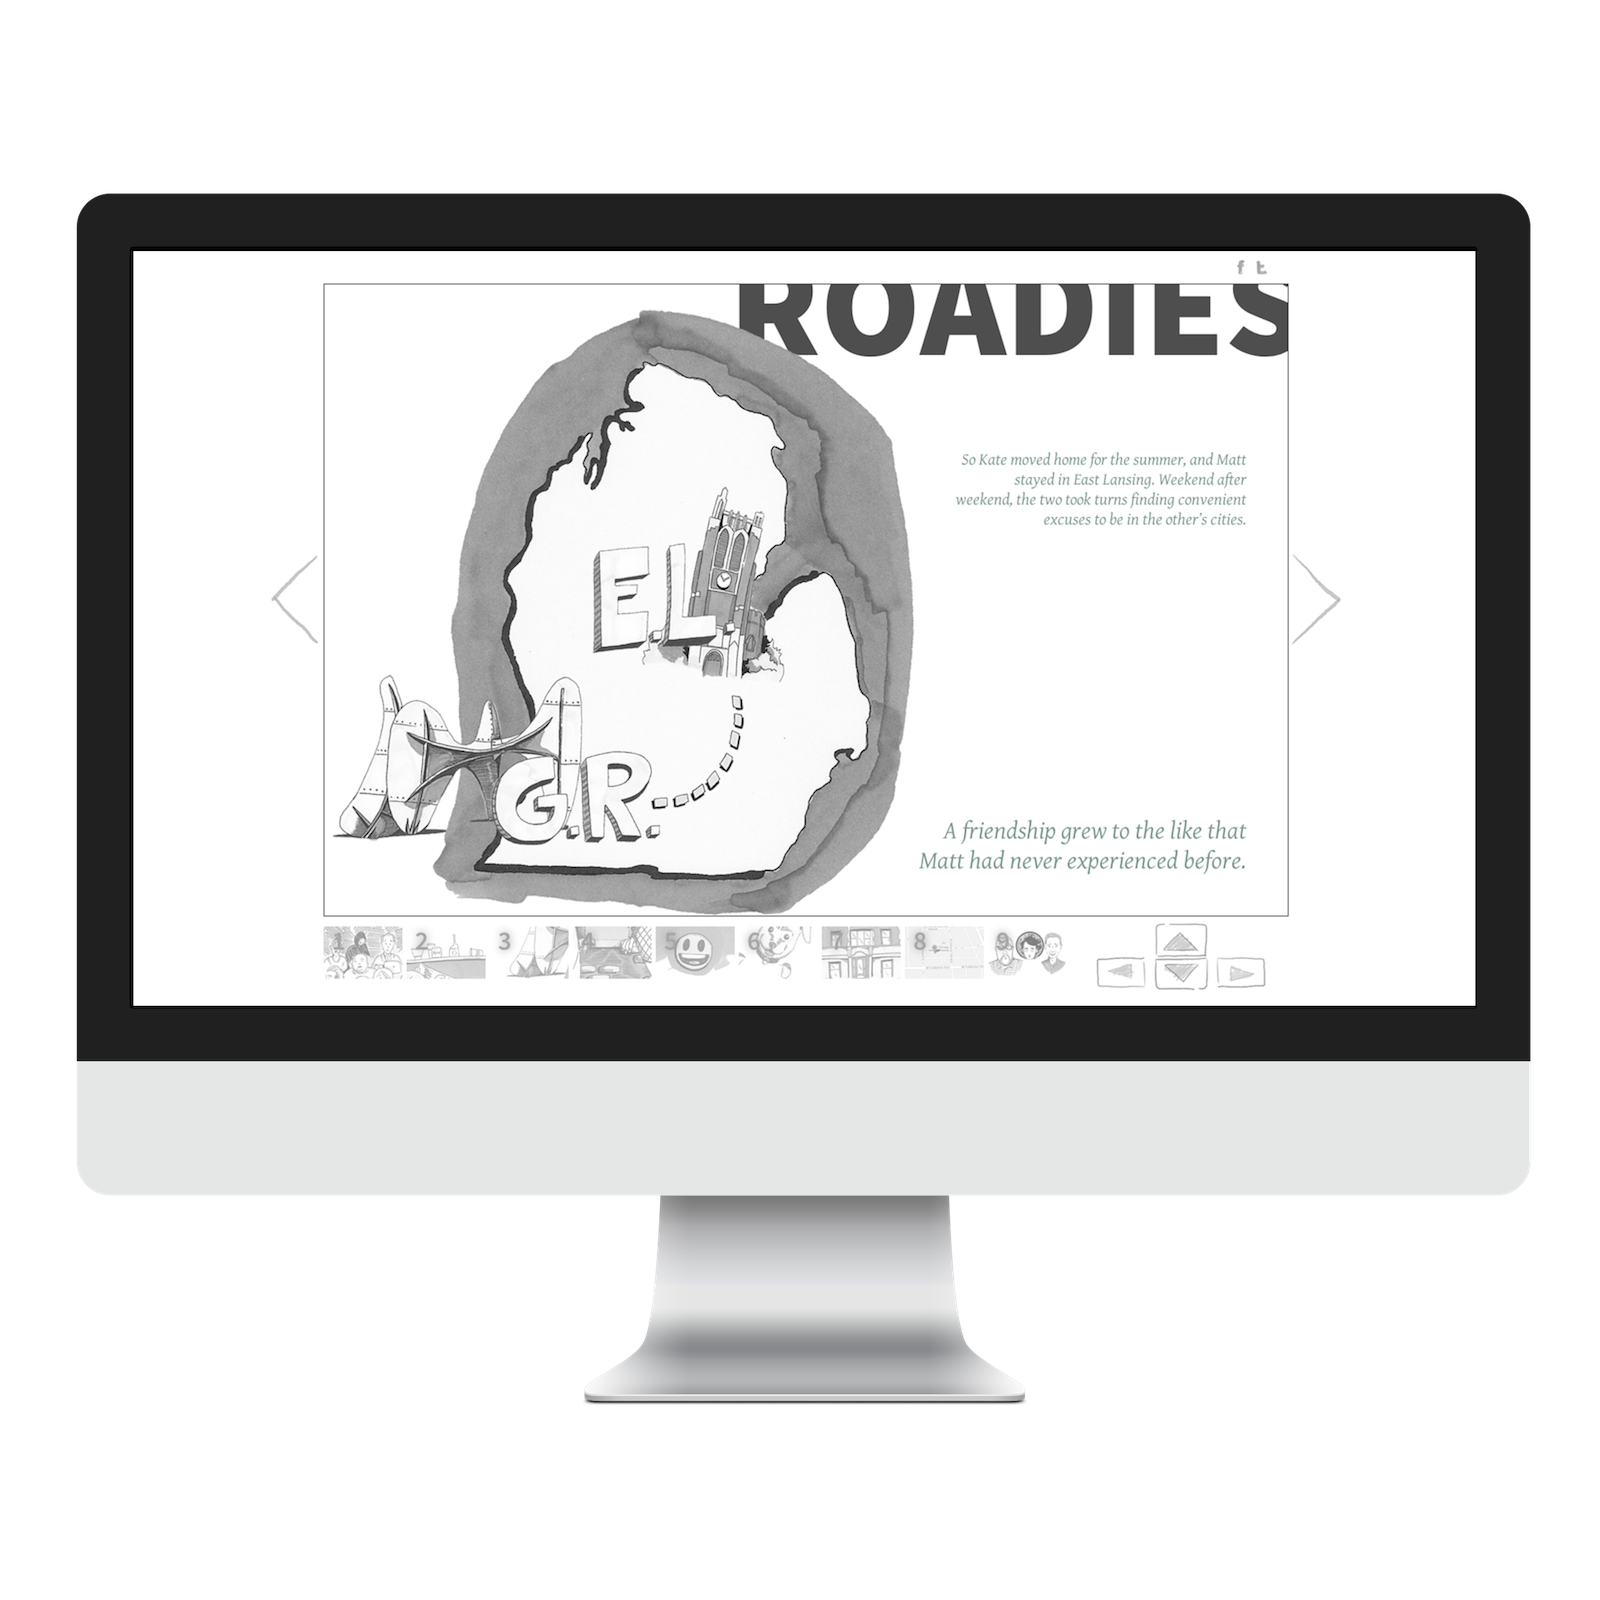 f t
ROADIES
So Kate moved home for the summer, and Matt
stayed in East Lansing. Weekend after
weekend, the two took turns finding convenient
excuses to be in the other's cities.
E.L.
G.R.
A friendship grew to the like that
Matt had never experienced before.
1 2 3 4 5 6 7 8 9